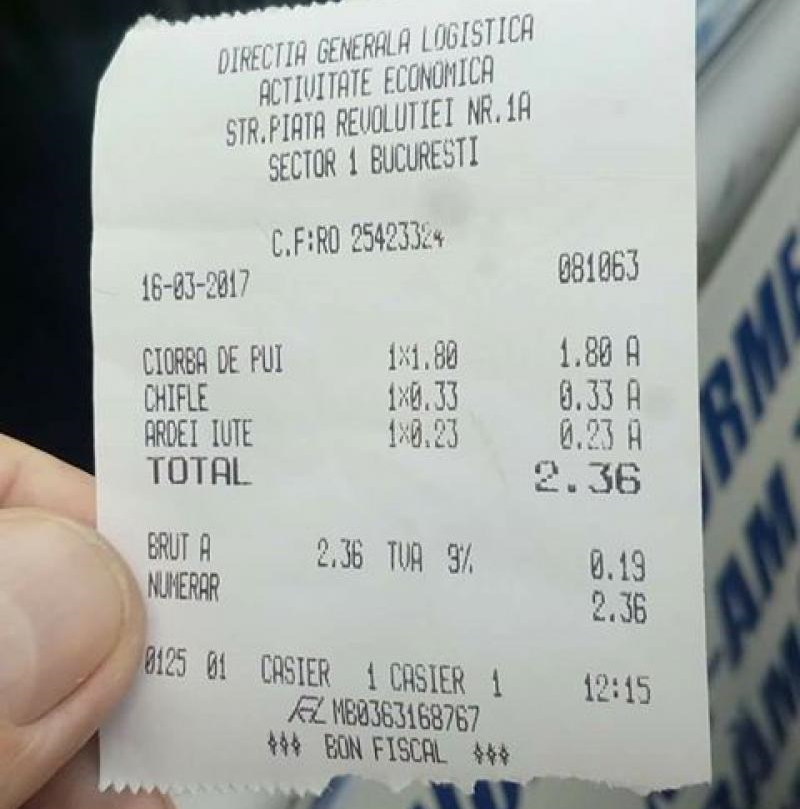 DIRECTIA GENERALA LOGISTICA
ACTIVITATE ECONOMICA
STR.PIATA REVOLUTIEI NR.1A
SECTOR 1 BUCURESTI
C.F:RO 25423324
16-03-2017 081063
CIORBA DE PUI 1X1.80 1.80 A
CHIFLE 1X0.33 0.33 A
ARDEI IUTE 1X0.23 0.23 A
TOTAL 2.36
BRUT A 2.36 TVA 9% 0.19
NUMERAR 2.36
0125 01 CASIER 1 CASIER 1 12:15
MB0363168767
BON FISCAL